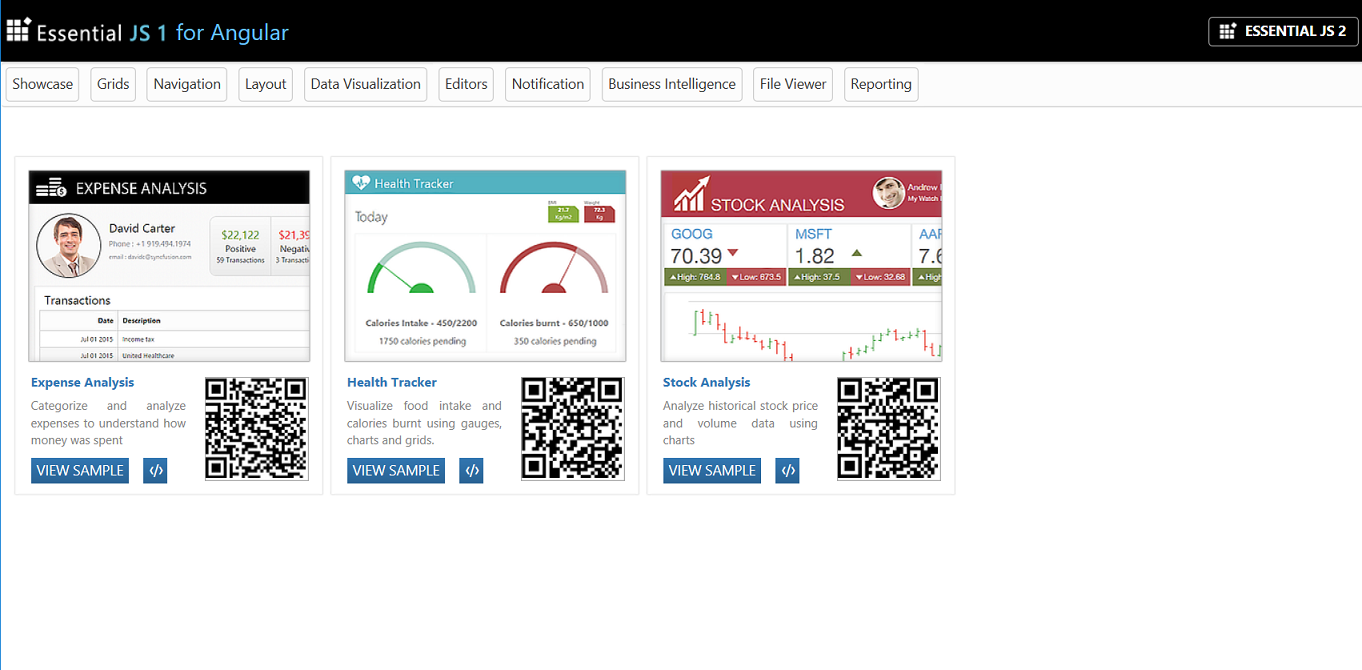 Essential JS 1 for Angular
ESSENTIAL JS 2
Showcase
Grids
Navigation
Layout
Data Visualization
Editors
Notification
Business Intelligence
File Viewer
Reporting
EXPENSE ANALYSIS
David Carter
Phone : +1 919.494.1974
email : davidc@syncfusion.com
$22,122
Positive
59 Transactions
$21,39
Negativ
3 Transacti
Transactions
Date Description
Jul 01 2015 Income tax
Jul 01 2015 United Healthcare
Expense Analysis
Categorize and analyze
expenses to understand how
money was spent
VIEW SAMPLE
</>
Health Tracker
Today
BMI
21.7
Kg/m2
Weight
72.3
Kg
Calories Intake - 450/2200
1750 calories pending
Calories burnt - 650/1000
350 calories pending
Health Tracker
Visualize food intake and
calories burnt using gauges,
charts and grids.
VIEW SAMPLE
</>
STOCK ANALYSIS
Andrew
My Watch
GOOG
70.39
High: 764.8
Low: 673.5
MSFT
1.82
High: 37.5
Low: 32.68
AAP
7.6
High
Stock Analysis
Analyze historical stock price
and volume data using
charts
VIEW SAMPLE
</>